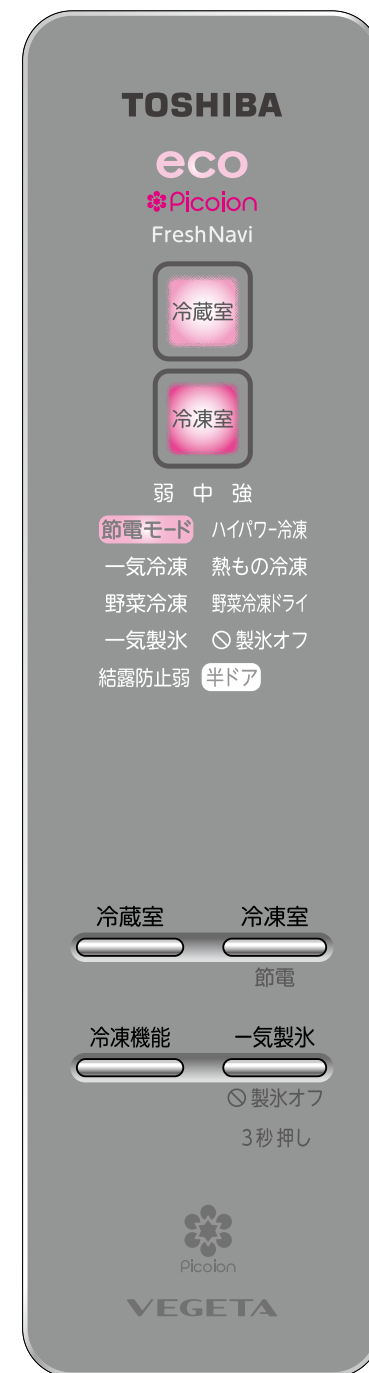 TOSHIBA
eco
Picoion
FreshNavi
冷蔵室
冷凍室
弱 中 強
節電モード ハイパワー冷凍
一気冷凍 熱もの冷凍
野菜冷凍 野菜冷凍ドライ
一気製氷 製氷オフ
結露防止弱 半ドア
冷蔵室 冷凍室
節電
冷凍機能 一気製氷
製氷オフ
3秒押し
Picoion
VEGETA